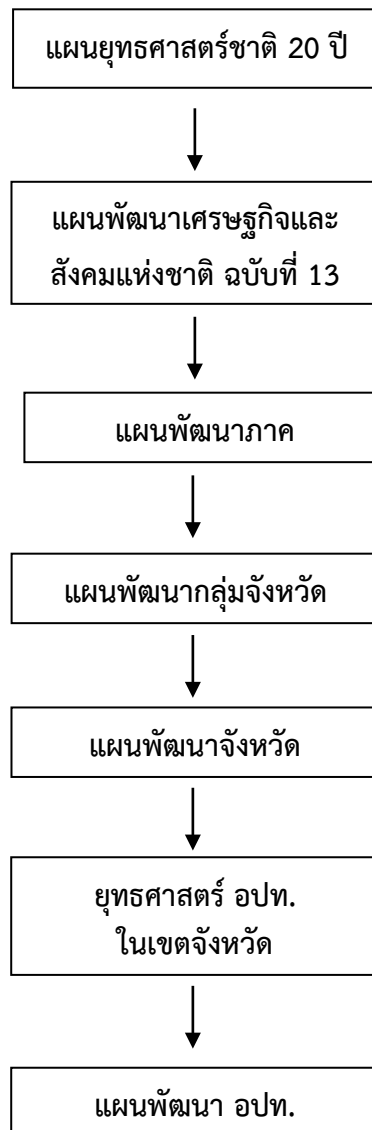 แผนยุทธศาสตร์ชาติ 20 ปี
แผนพัฒนาเศรษฐกิจและ
สังคมแห่งชาติ ฉบับที่ 13
แผนพัฒนาภาค
แผนพัฒนากลุ่มจังหวัด
แผนพัฒนาจังหวัด
ยุทธศาสตร์ อปท.
ในเขตจังหวัด
แผนพัฒนา อปท.